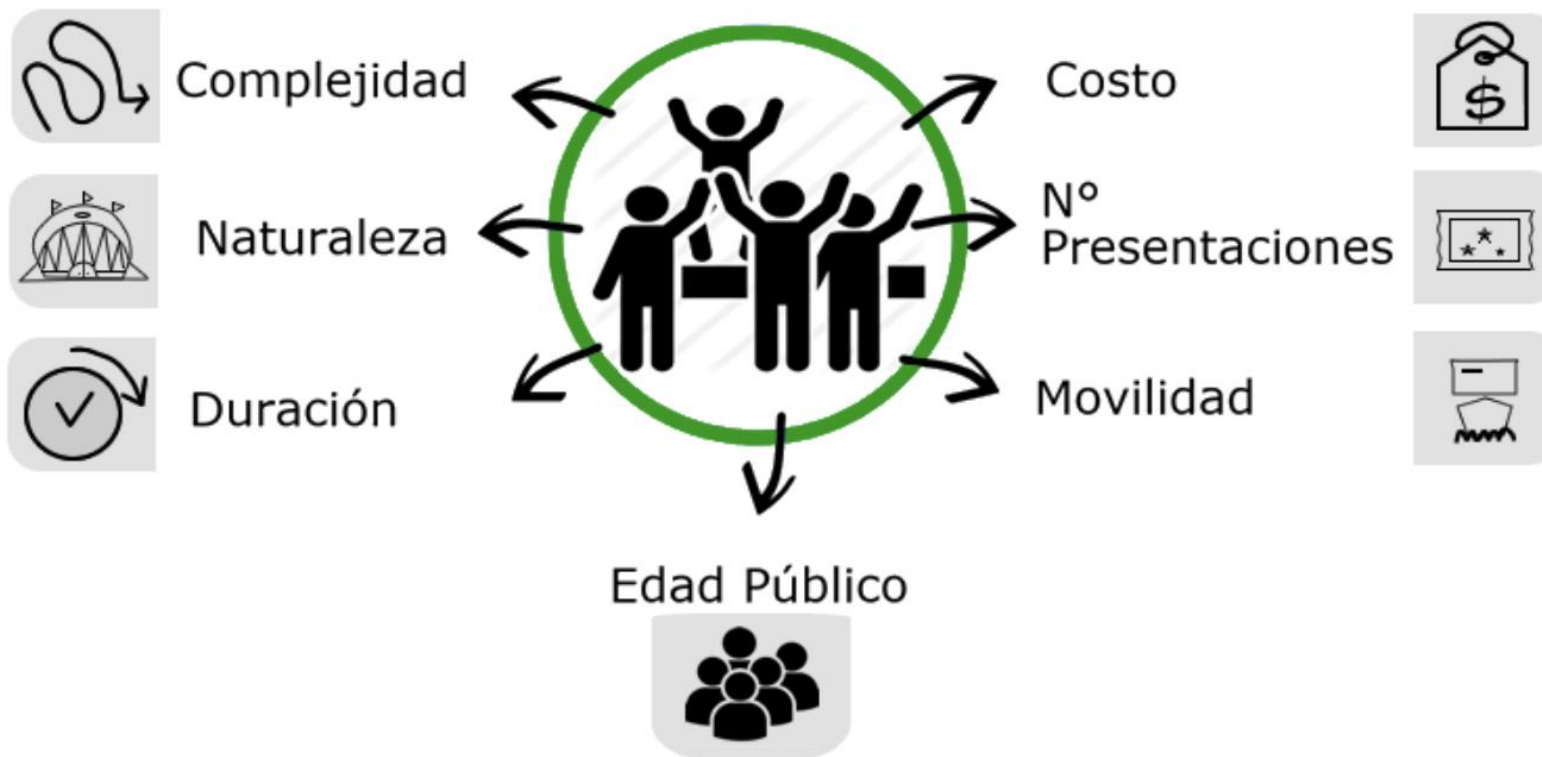 Complejidad
Costo
Naturaleza
N°
Presentaciones
Duración
Movilidad
Edad Público
$